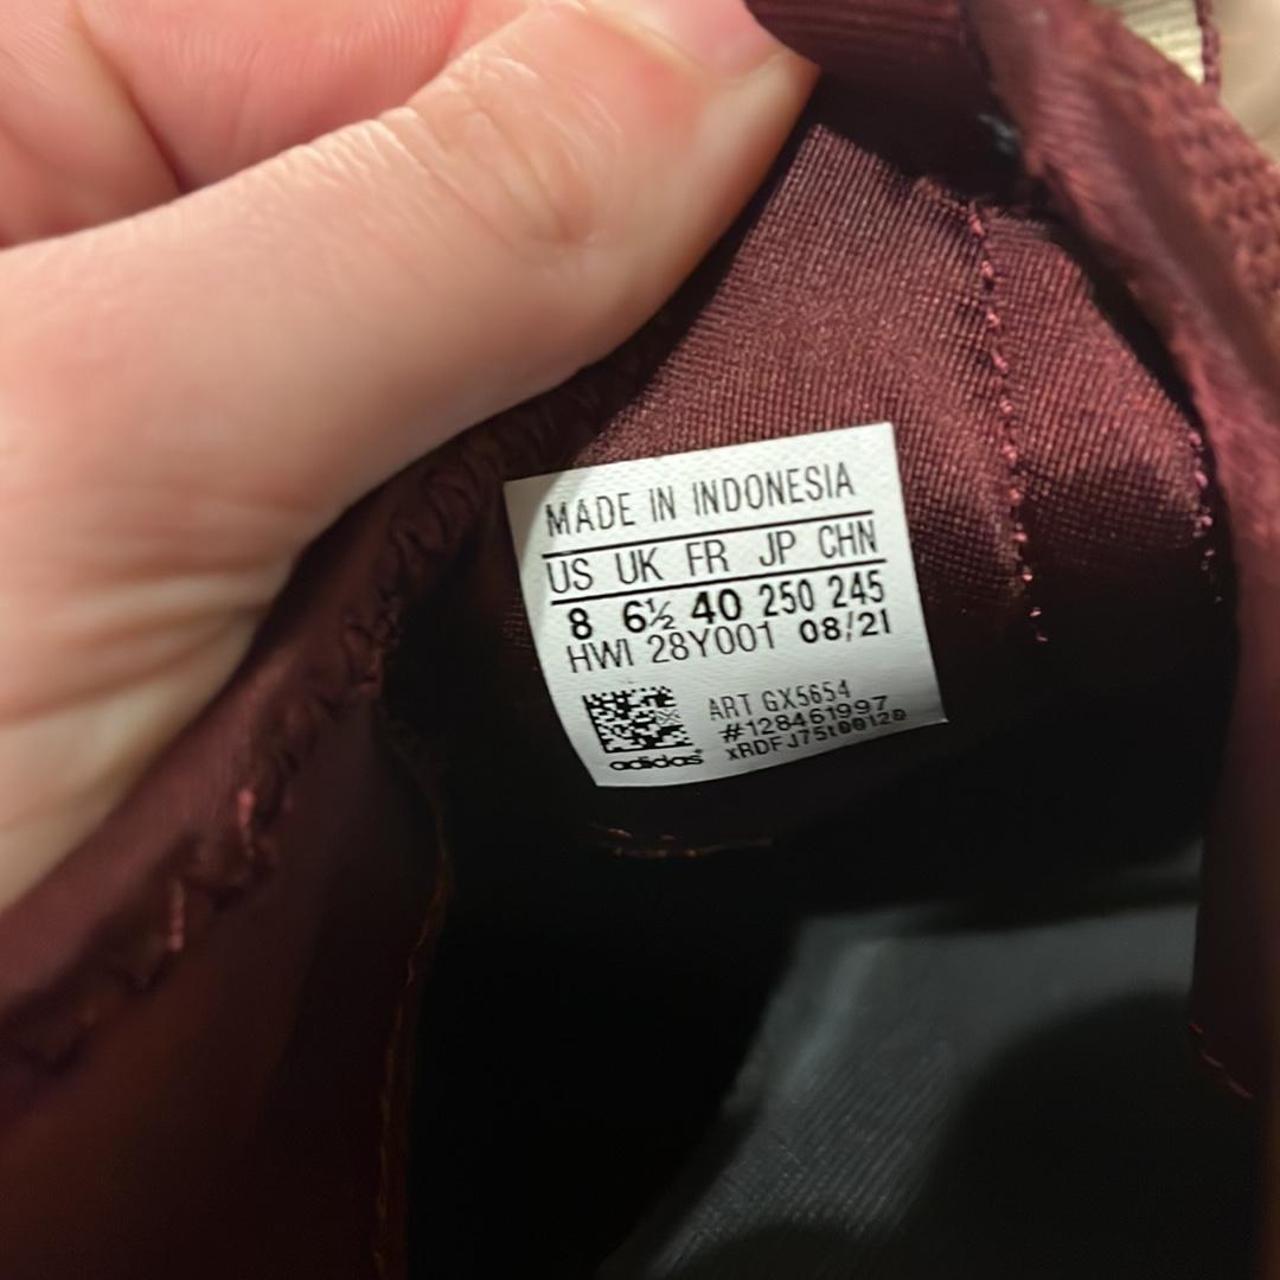 MADE IN INDONESIA
US UK FR JP CHN
8 6½ 40 250 245
HWI 28Y001 08/21
ART GX5654
#128461997
xRDFJ75t00120
adidas